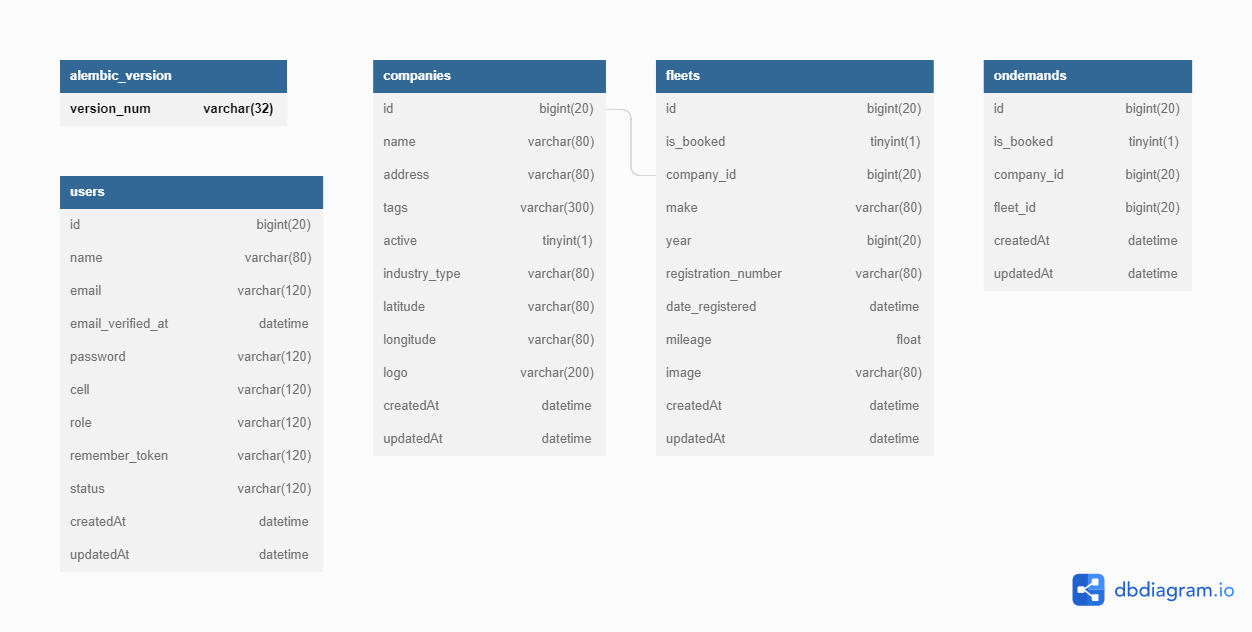 alembic_version
version_num varchar(32)
users
id bigint(20)
name varchar(80)
email varchar(120)
email_verified_at datetime
password varchar(120)
cell varchar(120)
role varchar(120)
remember_token varchar(120)
status varchar(120)
createdAt datetime
updatedAt datetime
companies
id bigint(20)
name varchar(80)
address varchar(80)
tags varchar(300)
active tinyint(1)
industry_type varchar(80)
latitude varchar(80)
longitude varchar(80)
logo varchar(200)
createdAt datetime
updatedAt datetime
fleets
id bigint(20)
is_booked tinyint(1)
company_id bigint(20)
make varchar(80)
year bigint(20)
registration_number varchar(80)
date_registered datetime
mileage float
image varchar(80)
createdAt datetime
updatedAt datetime
ondemands
id bigint(20)
is_booked tinyint(1)
company_id bigint(20)
fleet_id bigint(20)
createdAt datetime
updatedAt datetime
dbdiagram.io